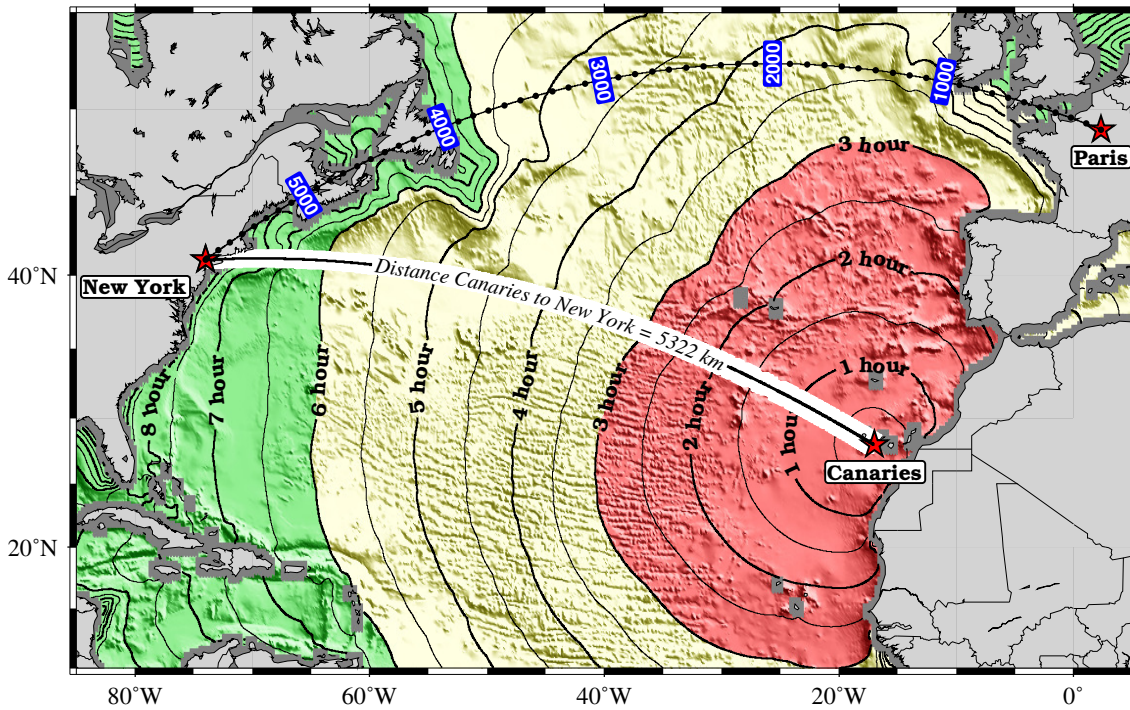 1000
2000
3000
4000
5000
Paris
3 hour
2 hour
1 hour
New York
Distance Canaries to New York = 5322 km
8 hour
7 hour
6 hour
5 hour
4 hour
3 hour
2 hour
1 hour
Canaries
40°N
20°N
80°W
60°W
40°W
20°W
0°